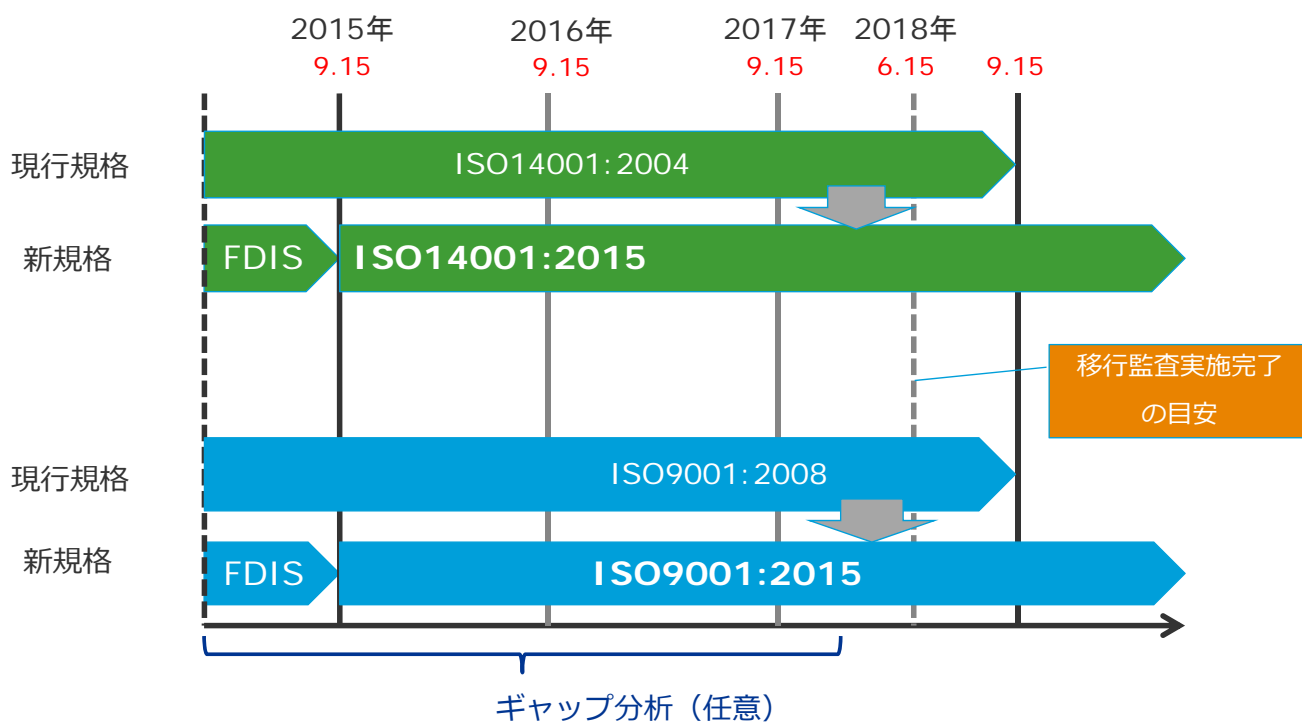 2015年
2016年
2017年
2018年
9.15
9.15
9.15
6.15
9.15
現行規格
ISO14001:2004
新規格
FDIS
ISO14001:2015
移行監査実施完了
の目安
現行規格
ISO9001:2008
新規格
FDIS
ISO9001:2015
ギャップ分析（任意）